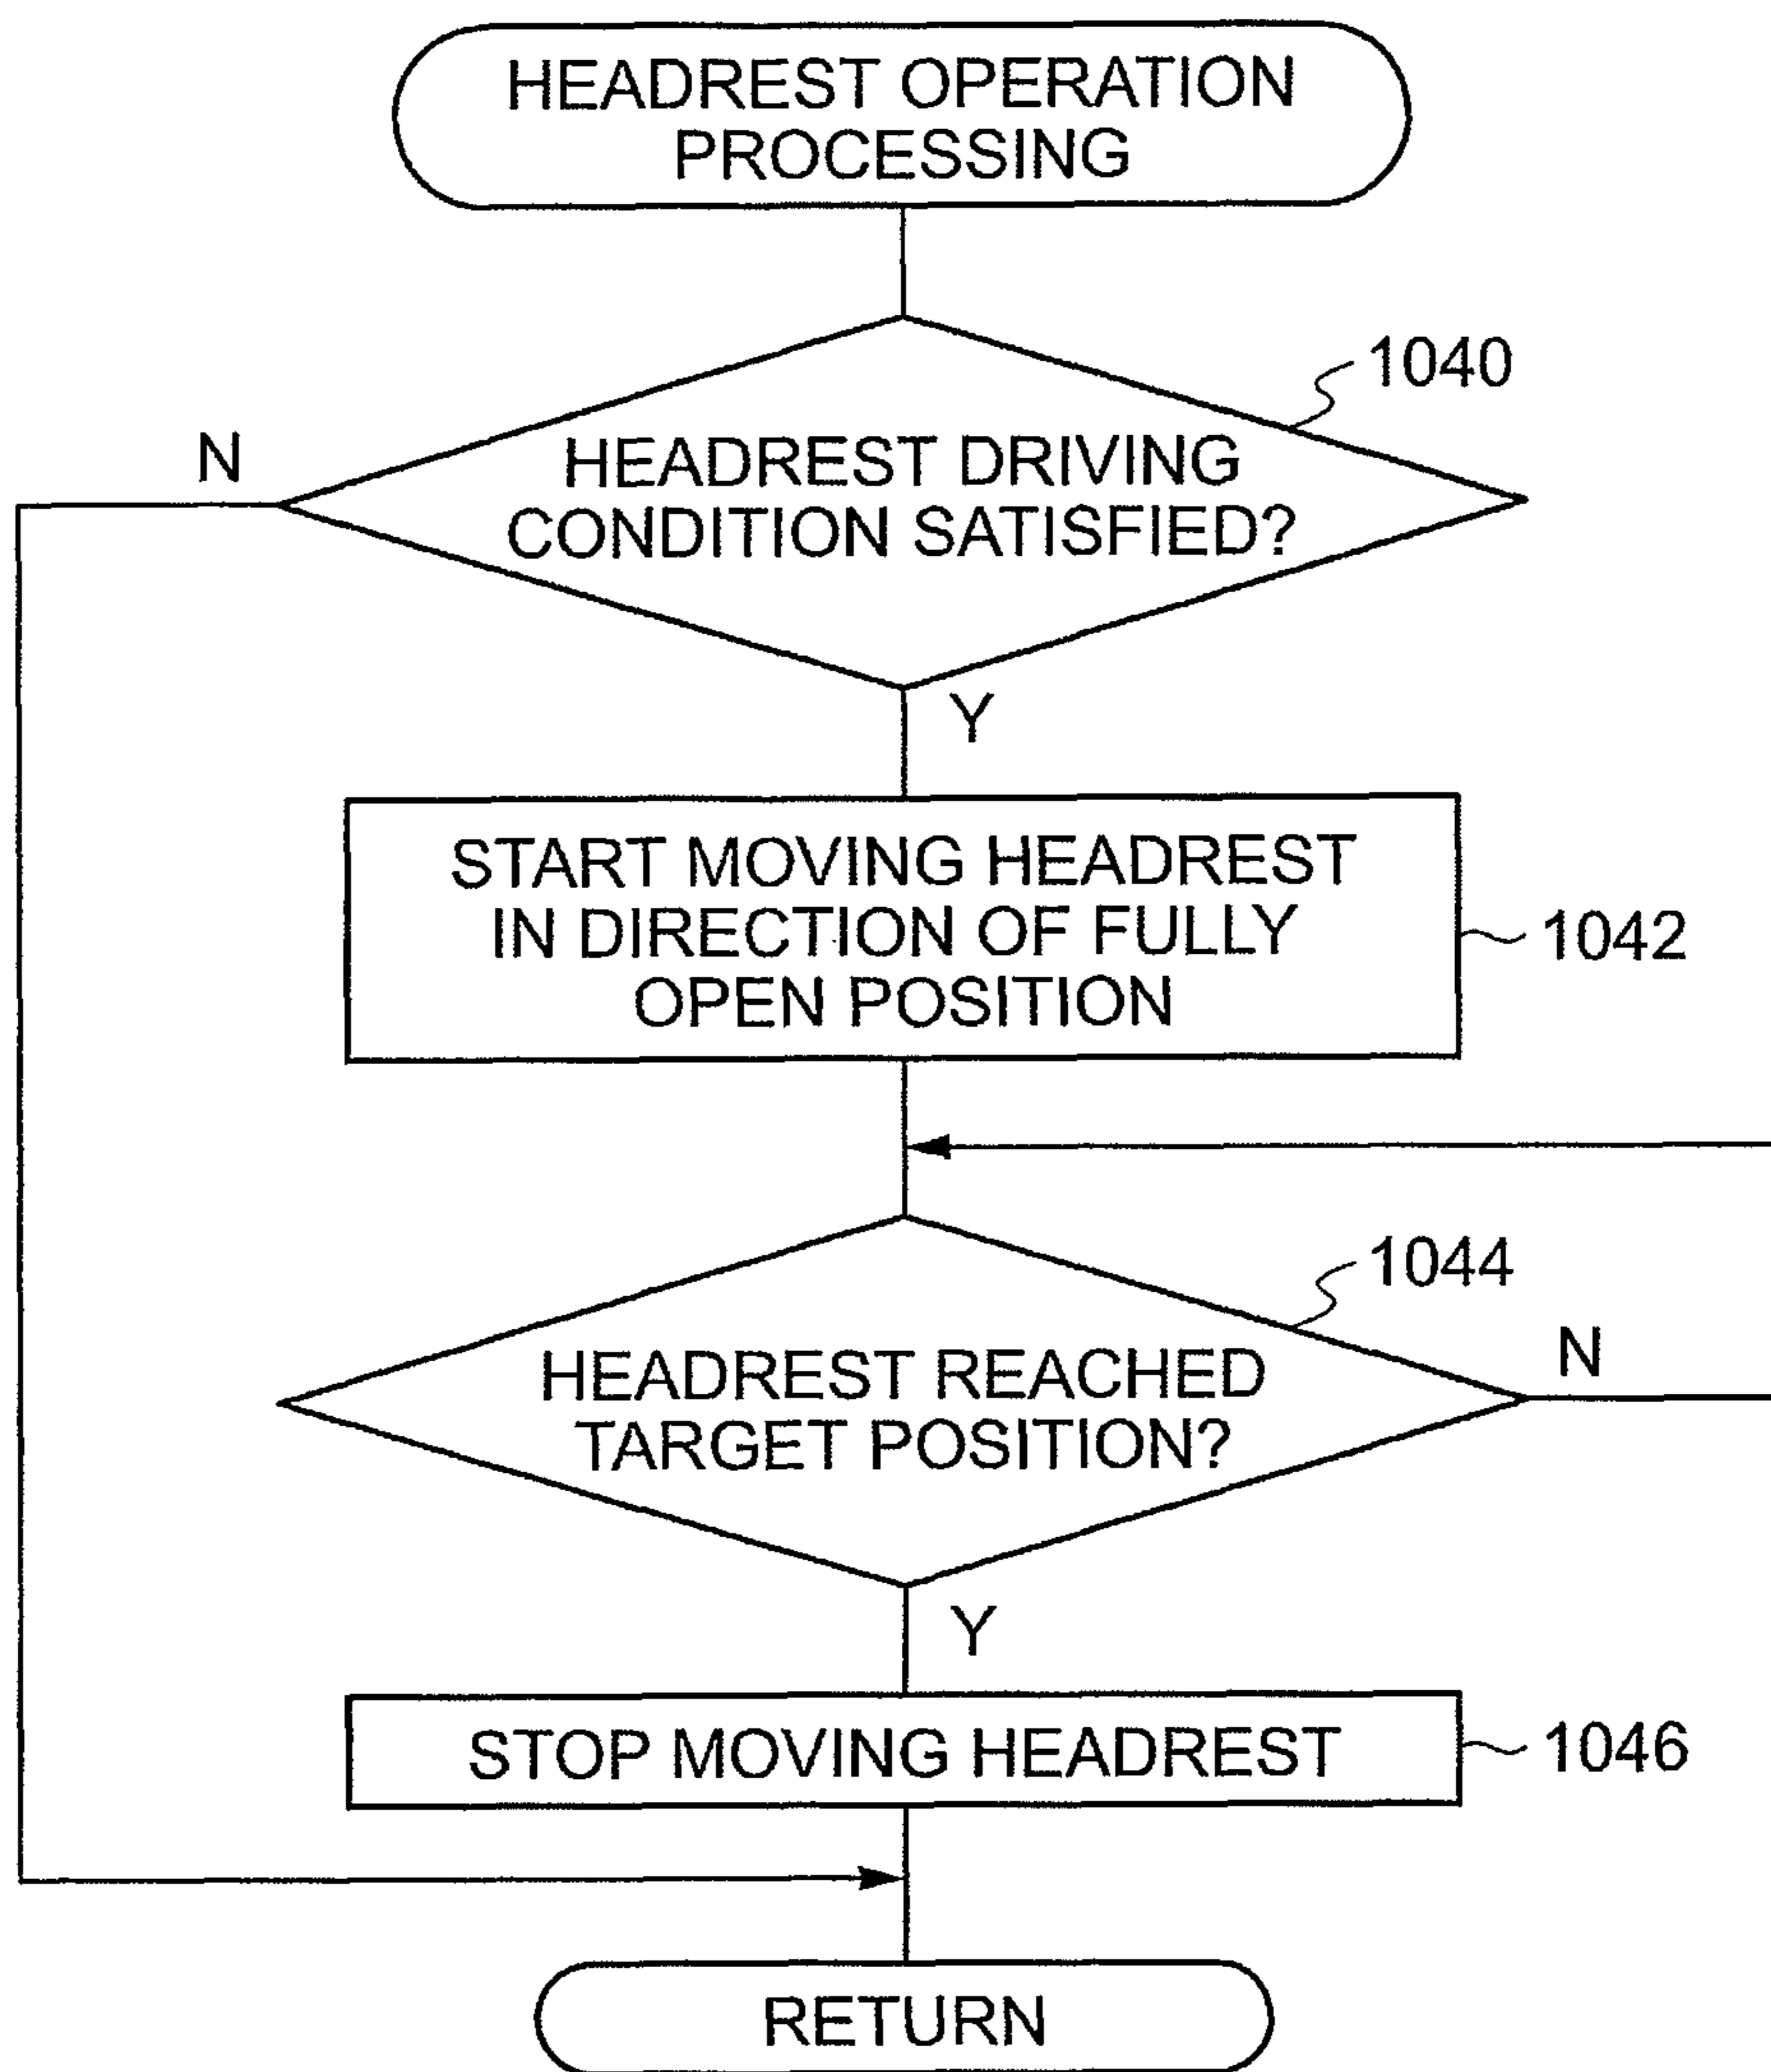 HEADREST OPERATION
PROCESSING
1040
N
HEADREST DRIVING
CONDITION SATISFIED?
Y
START MOVING HEADREST
IN DIRECTION OF FULLY
OPEN POSITION
1042
1044
N
HEADREST REACHED
TARGET POSITION?
Y
STOP MOVING HEADREST
1046
RETURN